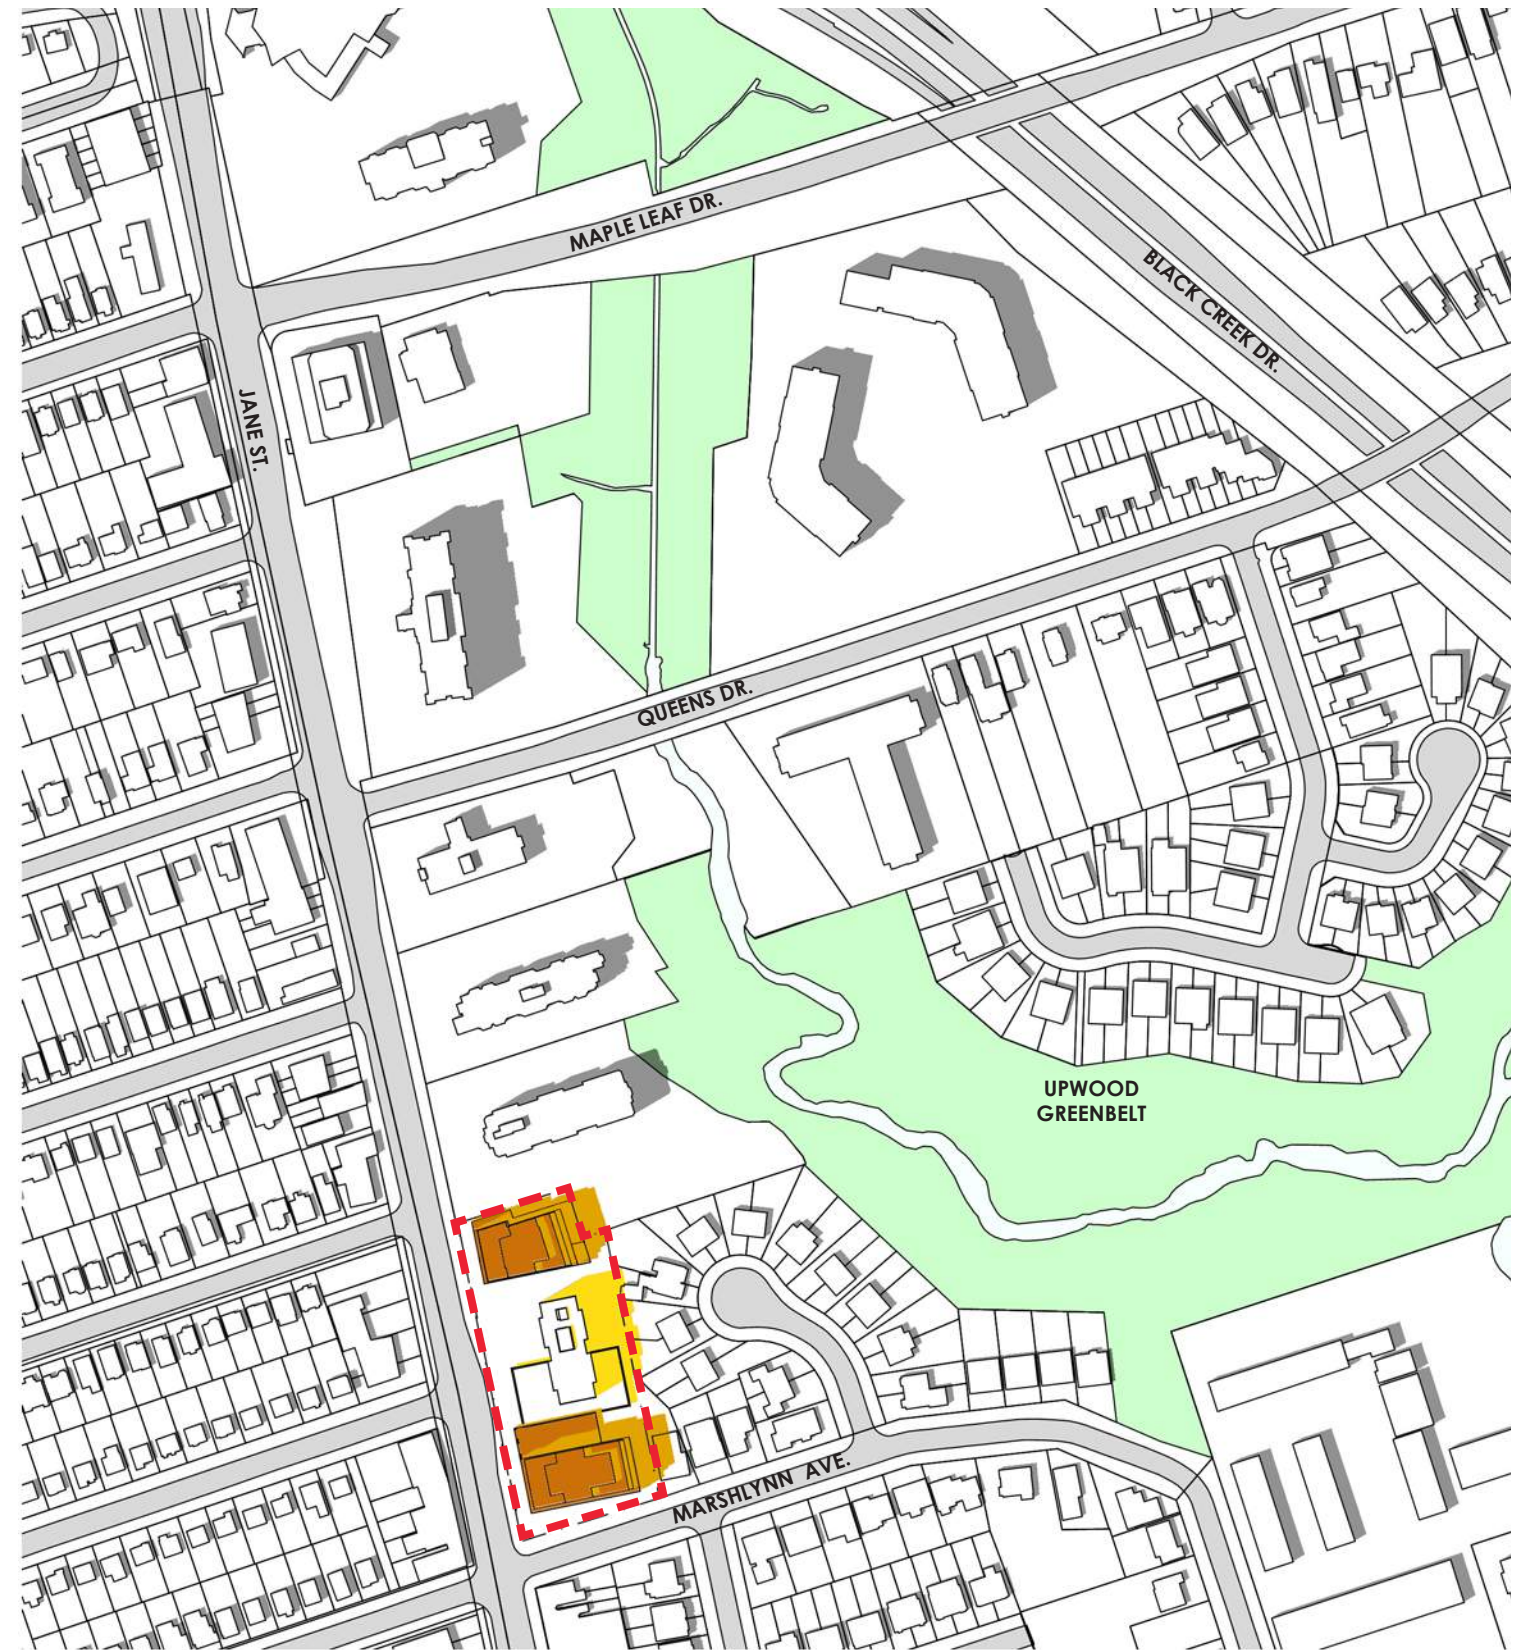 MAPLE LEAF DR.
BLACK CREEK DR.
JANE ST.
QUEENS DR.
UPWOOD
GREENBELT
MARSHLYNN AVE.